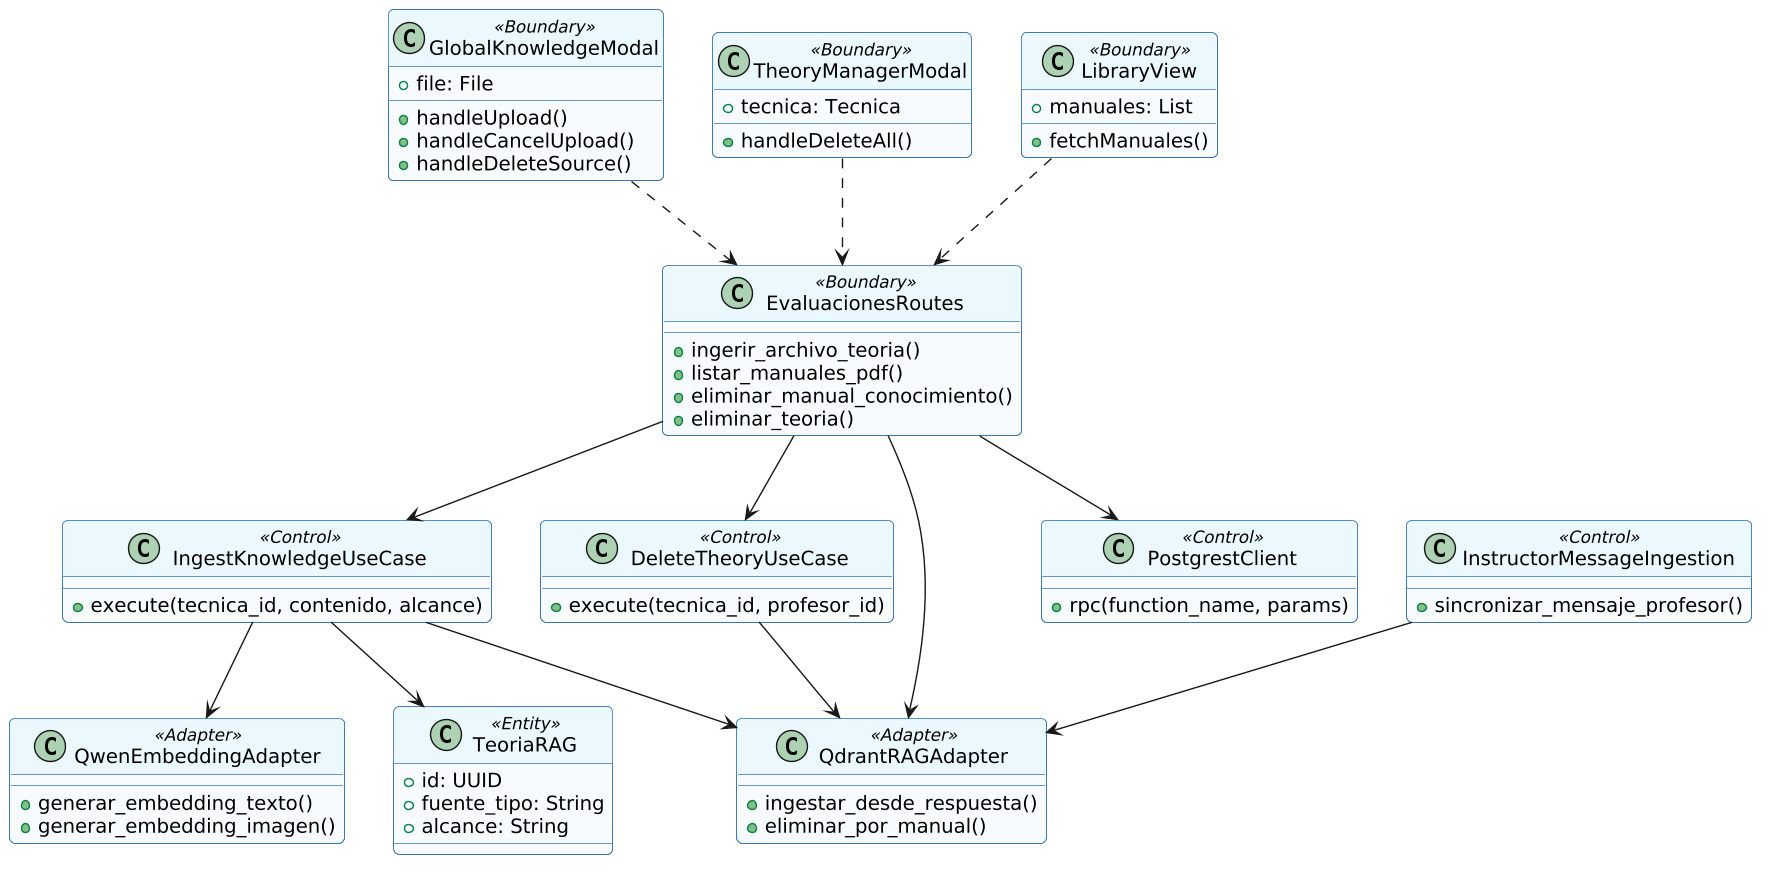 C
«Boundary»
GlobalKnowledgeModal
file: File
handleUpload()
handleCancelUpload()
handleDeleteSource()
C
«Boundary»
TheoryManagerModal
tecnica: Tecnica
handleDeleteAll()
C
«Boundary»
LibraryView
manuales: List
fetchManuales()
C
«Boundary»
EvaluacionesRoutes
ingerir_archivo_teoria()
listar_manuales_pdf()
eliminar_manual_conocimiento()
eliminar_teoria()
C
«Control»
IngestKnowledgeUseCase
execute(tecnica_id, contenido, alcance)
C
«Control»
DeleteTheoryUseCase
execute(tecnica_id, profesor_id)
C
«Control»
PostgrestClient
rpc(function_name, params)
C
«Control»
InstructorMessageIngestion
sincronizar_mensaje_profesor()
C
«Adapter»
QwenEmbeddingAdapter
generar_embedding_texto()
generar_embedding_imagen()
C
«Entity»
TeoriaRAG
id: UUID
fuente_tipo: String
alcance: String
C
«Adapter»
QdrantRAGAdapter
ingestar_desde_respuesta()
eliminar_por_manual()